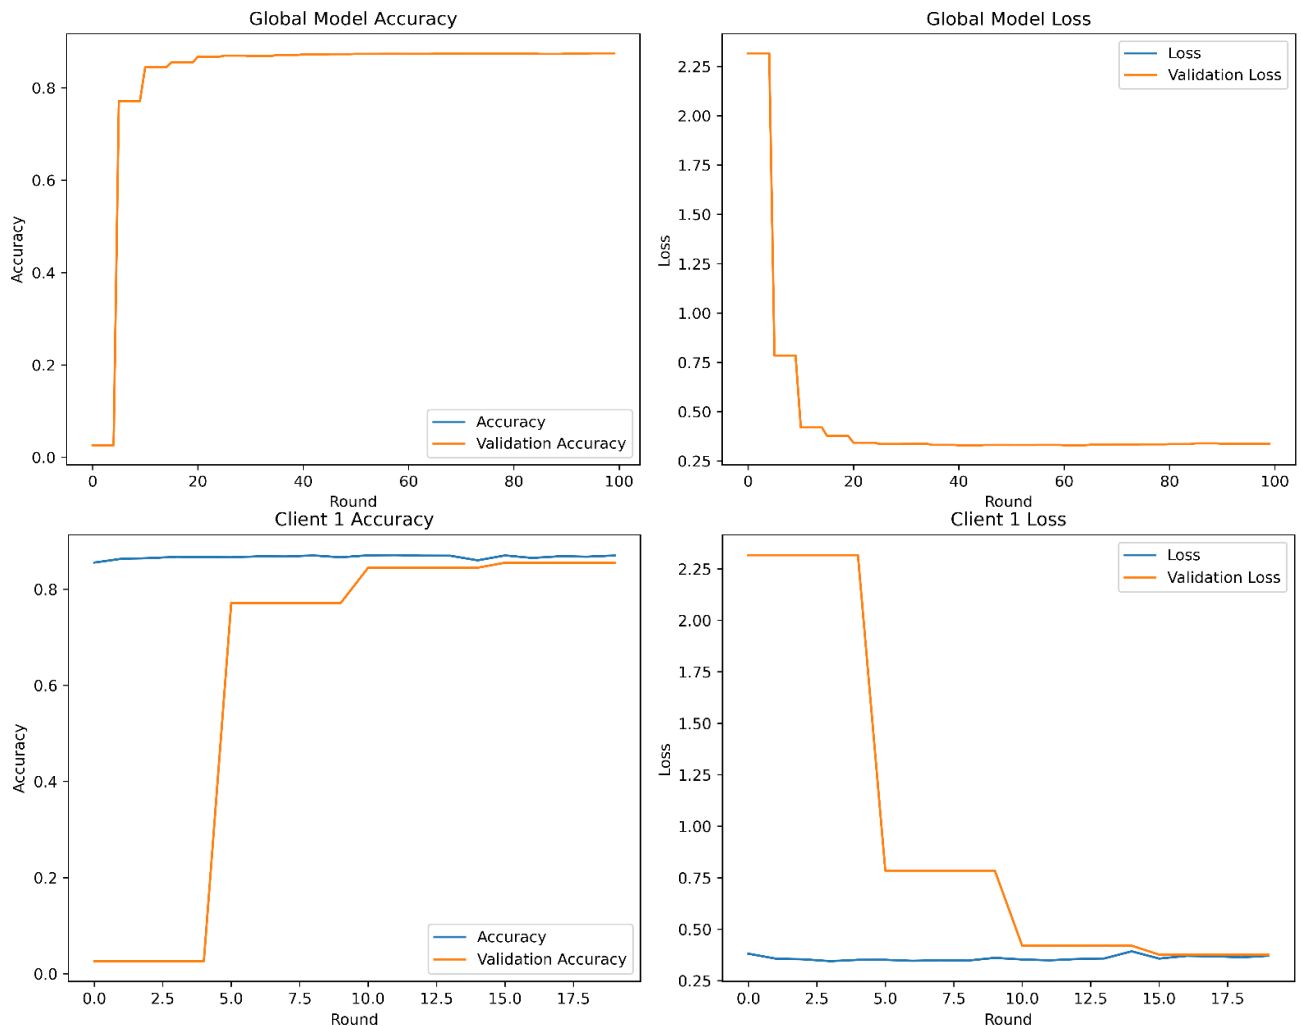 Global Model Accuracy
Accuracy
0.8
0.6
0.4
0.2
0.0
Accuracy
Validation Accuracy
0 20 40 60 80 100
Round
Global Model Loss
Loss
2.25
2.00
1.75
1.50
1.25
1.00
0.75
0.50
0.25
Loss
Validation Loss
0 20 40 60 80 100
Round
Client 1 Accuracy
Accuracy
0.8
0.6
0.4
0.2
0.0
Accuracy
Validation Accuracy
0.0 2.5 5.0 7.5 10.0 12.5 15.0 17.5
Round
Client 1 Loss
Loss
2.25
2.00
1.75
1.50
1.25
1.00
0.75
0.50
0.25
Loss
Validation Loss
0.0 2.5 5.0 7.5 10.0 12.5 15.0 17.5
Round